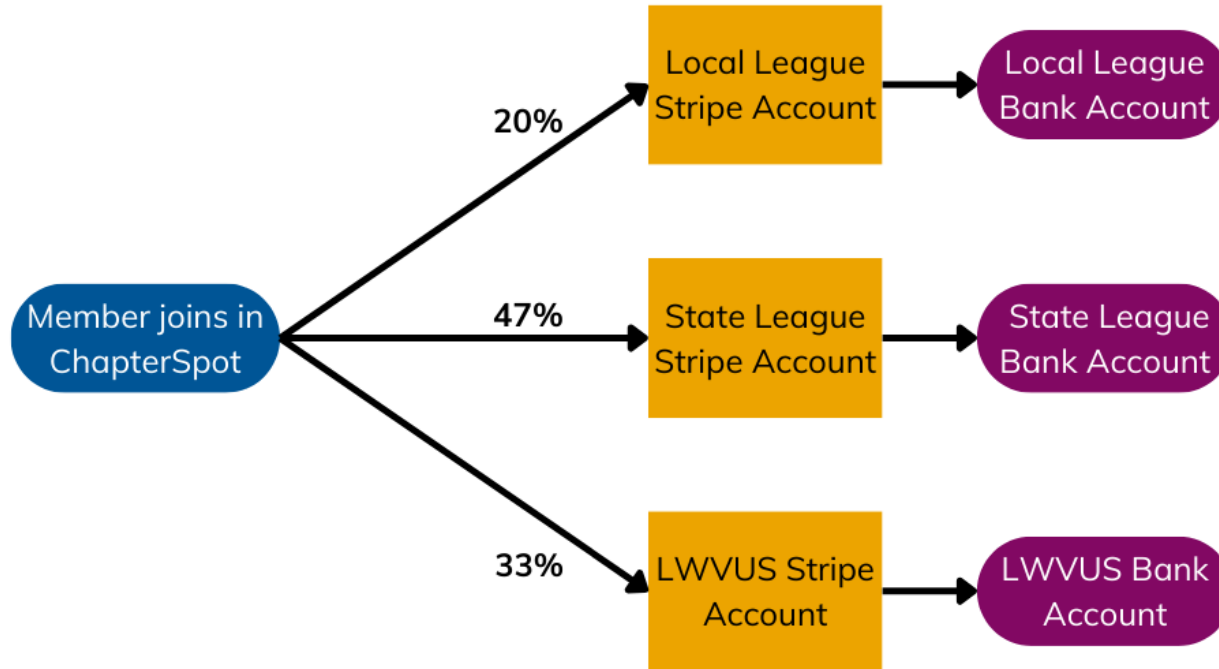 Member joins in
ChapterSpot
20%
Local League
Stripe Account
Local League
Bank Account
47%
State League
Stripe Account
State League
Bank Account
33%
LWVUS Stripe
Account
LWVUS Bank
Account